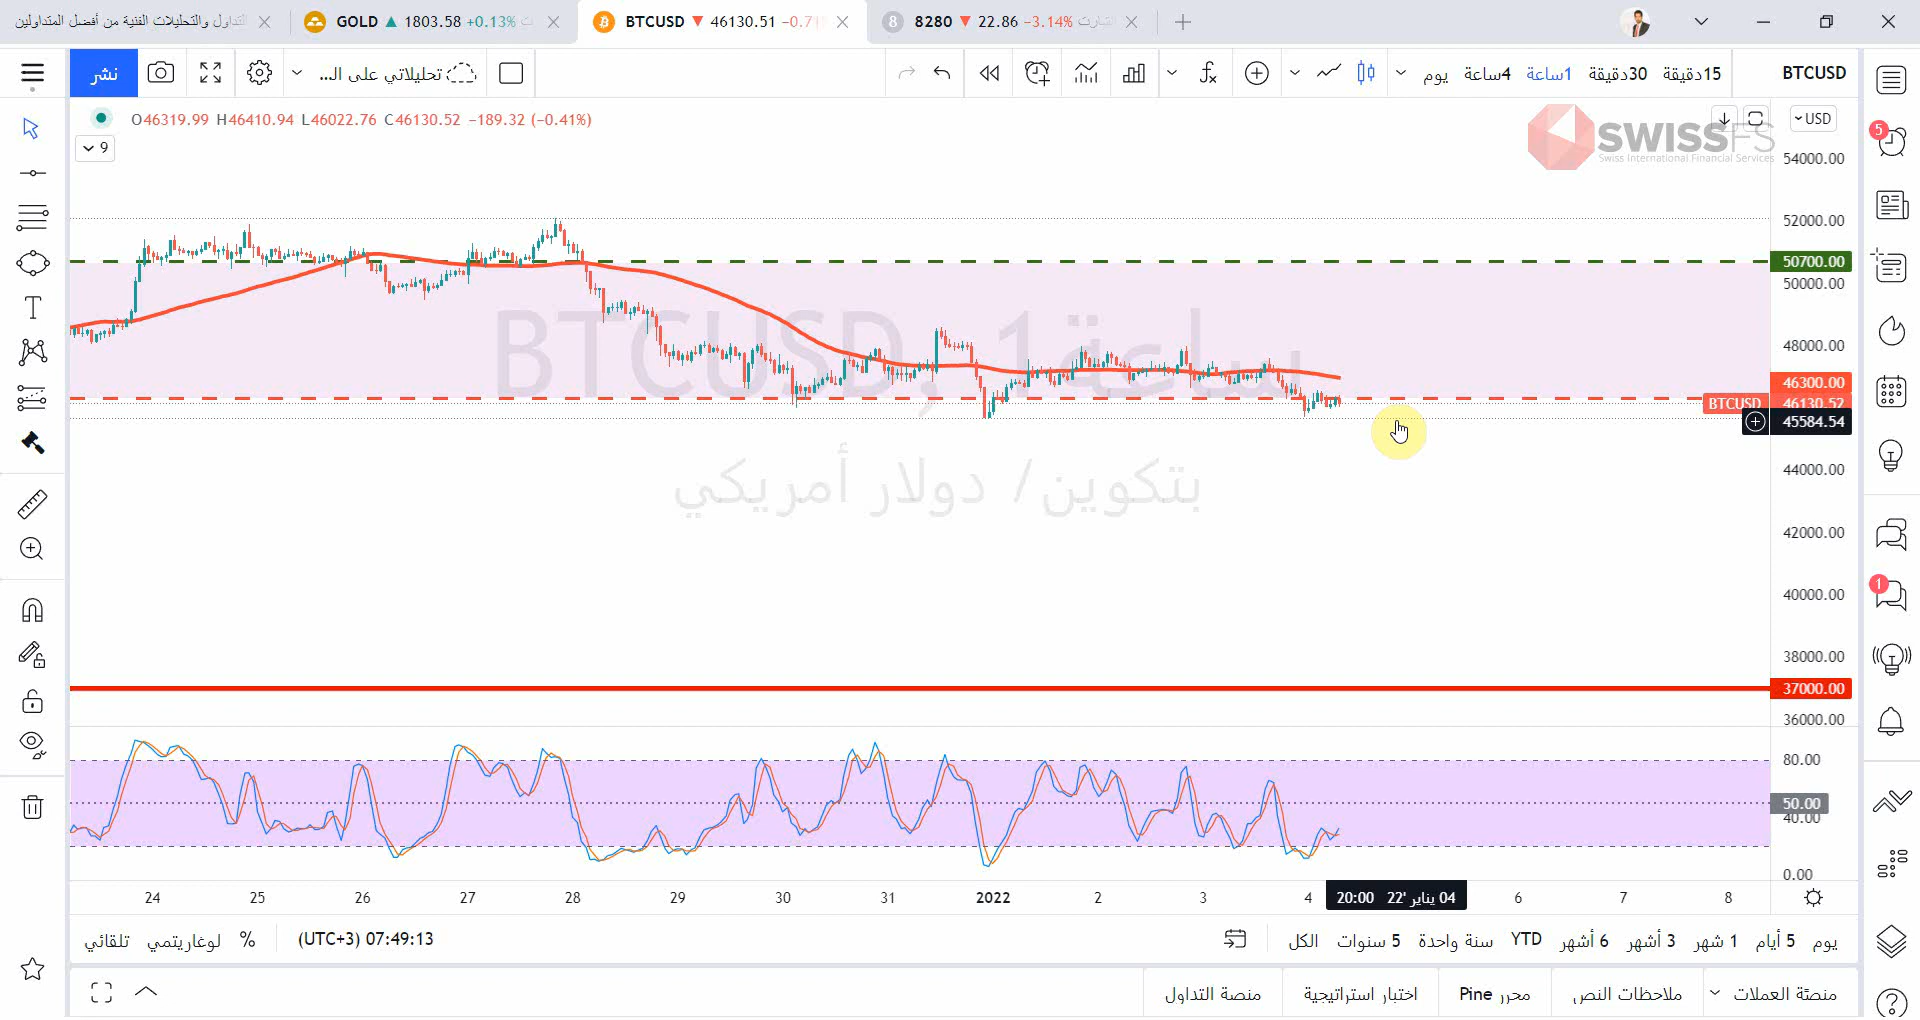 التداول والتحليلات الفنية من أفضل المتداولين
GOLD ▲ 1803.58 +0.13%
BTCUSD ▼ 46130.51 −0.71
8280 ▼ 22.86 −3.14% شارت
نشر
تحليلاتي على الـ...
يوم 4ساعة 1ساعة 30دقيقة 15دقيقة
BTCUSD
O46319.99 H46410.94 L46022.76 C46130.52 −189.32 (−0.41%)
9
SWISSFS
Swiss International Financial Services
USD
54000.00
52000.00
50700.00
50000.00
48000.00
46300.00
BTCUSD 46130.52
45584.54
44000.00
42000.00
40000.00
38000.00
37000.00
36000.00
BTCUSD, 1ساعة
بتكوين/ دولار أمريكي
80.00
50.00
40.00
0.00
24 25 26 27 28 29 30 31 2022 2 3 4 04 يناير '22 20:00 6 7 8
تلقائي لوغاريتمي % (UTC+3) 07:49:13
يوم 5 أيام 1 شهر 3 أشهر 6 أشهر YTD سنة واحدة 5 سنوات الكل
منصّة العملات ملاحظات النص محرر Pine اختبار استراتيجية منصة التداول
5
1